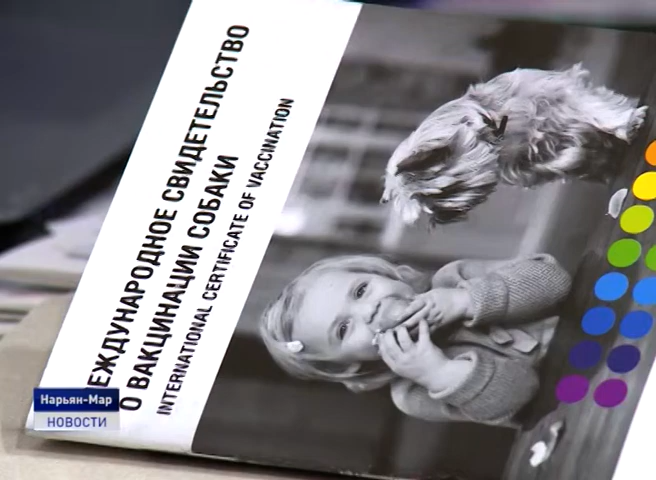 ЕЖДУНАРОДНОЕ СВИДЕТЕЛЬСТВО
О ВАКЦИНАЦИИ СОБАКИ
INTERNATIONAL CERTIFICATE OF VACCINATION
Нарьян-Мар
НОВОСТИ